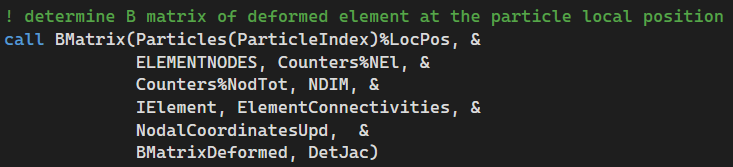 ! determine B matrix of deformed element at the particle local position
call BMatrix(Particles(ParticleIndex)%LocPos, &
ELEMENTNODES, Counters%NEl, &
Counters%NodTot, NDIM, &
IElement, ElementConnectivities, &
NodalCoordinatesUpd,  &
BMatrixDeformed, DetJac)